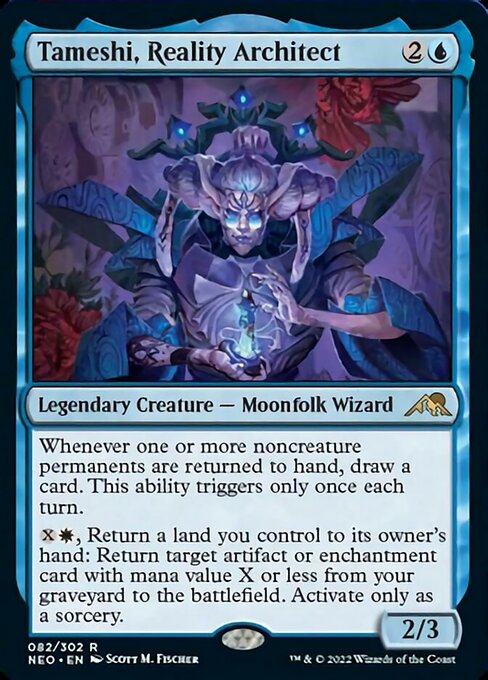 Tameshi, Reality Architect 2
Legendary Creature — Moonfolk Wizard
Whenever one or more noncreature
permanents are returned to hand, draw a
card. This ability triggers only once each
turn.
X, Return a land you control to its owner's
hand: Return target artifact or enchantment
card with mana value X or less from your
graveyard to the battlefield. Activate only as
a sorcery.
2/3
082/302 R
NEO • EN Scott M. Fischer
™ & © 2022 Wizards of the Coast